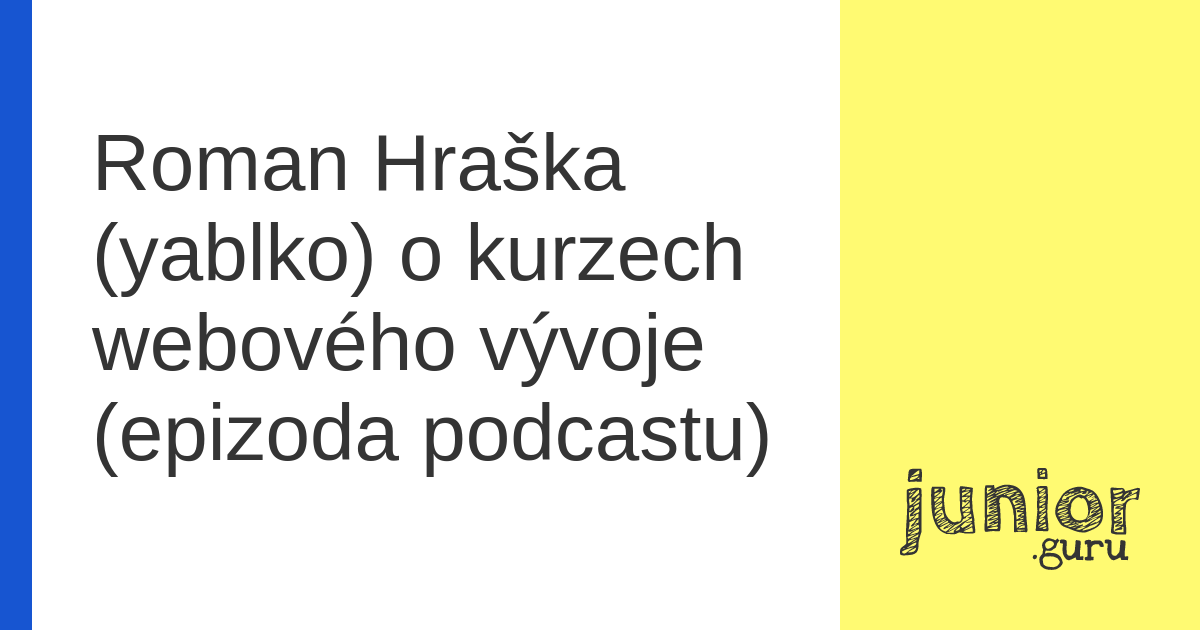 Roman Hraška
(yablko) o kurzech
webového vývoje
(epizoda podcastu)
junior
.guru